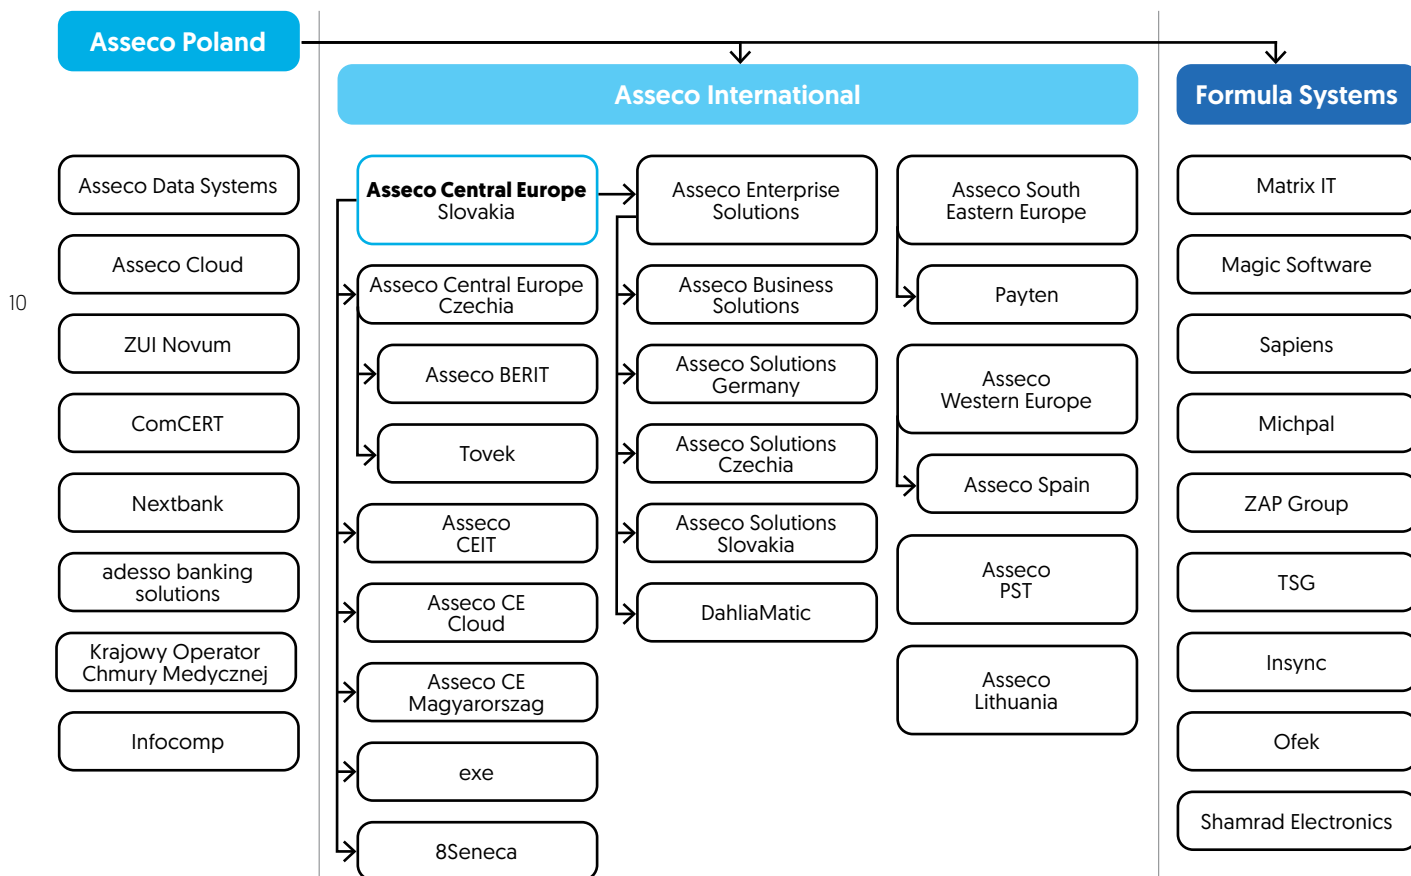 Asseco Poland
Asseco International
Formula Systems
10
Asseco Data Systems
Asseco Cloud
ZUI Novum
ComCERT
Nextbank
adesso banking
solutions
Krajowy Operator
Chmury Medycznej
Infocomp
Asseco Central Europe
Slovakia
Asseco Central Europe
Czechia
Asseco BERIT
Tovek
Asseco
CEIT
Asseco CE
Cloud
Asseco CE
Magyarorszag
exe
8Seneca
Asseco Enterprise
Solutions
Asseco Business
Solutions
Asseco Solutions
Germany
Asseco Solutions
Czechia
Asseco Solutions
Slovakia
DahliaMatic
Asseco South
Eastern Europe
Payten
Asseco
Western Europe
Asseco Spain
Asseco
PST
Asseco
Lithuania
Matrix IT
Magic Software
Sapiens
Michpal
ZAP Group
TSG
Insync
Ofek
Shamrad Electronics